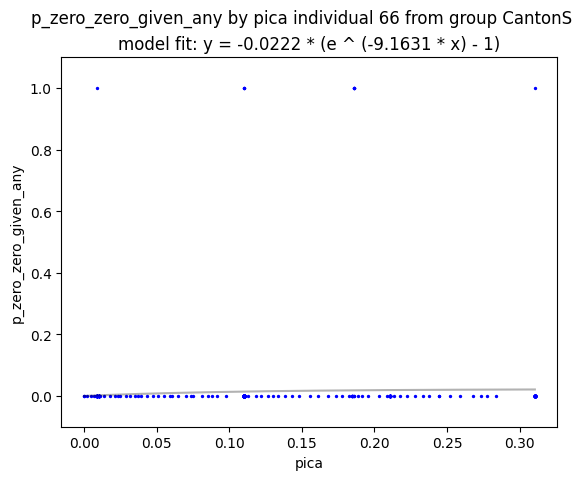 p_zero_zero_given_any by pica individual 66 from group CantonS
model fit: y = -0.0222 * (e ^ (-9.1631 * x) - 1)
1.0
0.8
0.6
0.4
0.2
0.0
p_zero_zero_given_any
0.00 0.05 0.10 0.15 0.20 0.25 0.30
pica